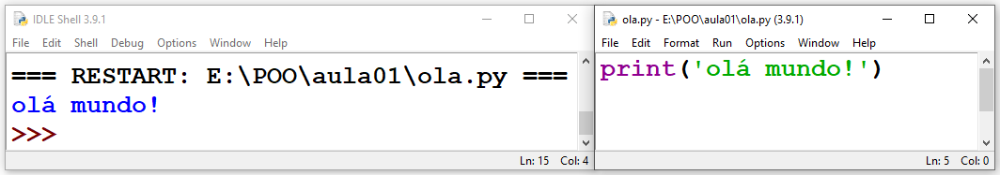 IDLE Shell 3.9.1
File Edit Shell Debug Options Window Help
=== RESTART: E:\POO\aula01\ola.py ===
olá mundo!
>>>
Ln: 15 Col: 4
ola.py - E:\POO\aula01\ola.py (3.9.1)
File Edit Format Run Options Window Help
print('olá mundo!')
Ln: 5 Col: 0